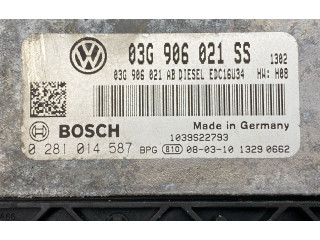 03G 906 021 SS 1302
03G 906 021 AB DIESEL EDC16U34 HW: H08
BOSCH Made in Germany
1039S22793
0 281 014 587 BPG 810 08-03-10 1329 0662